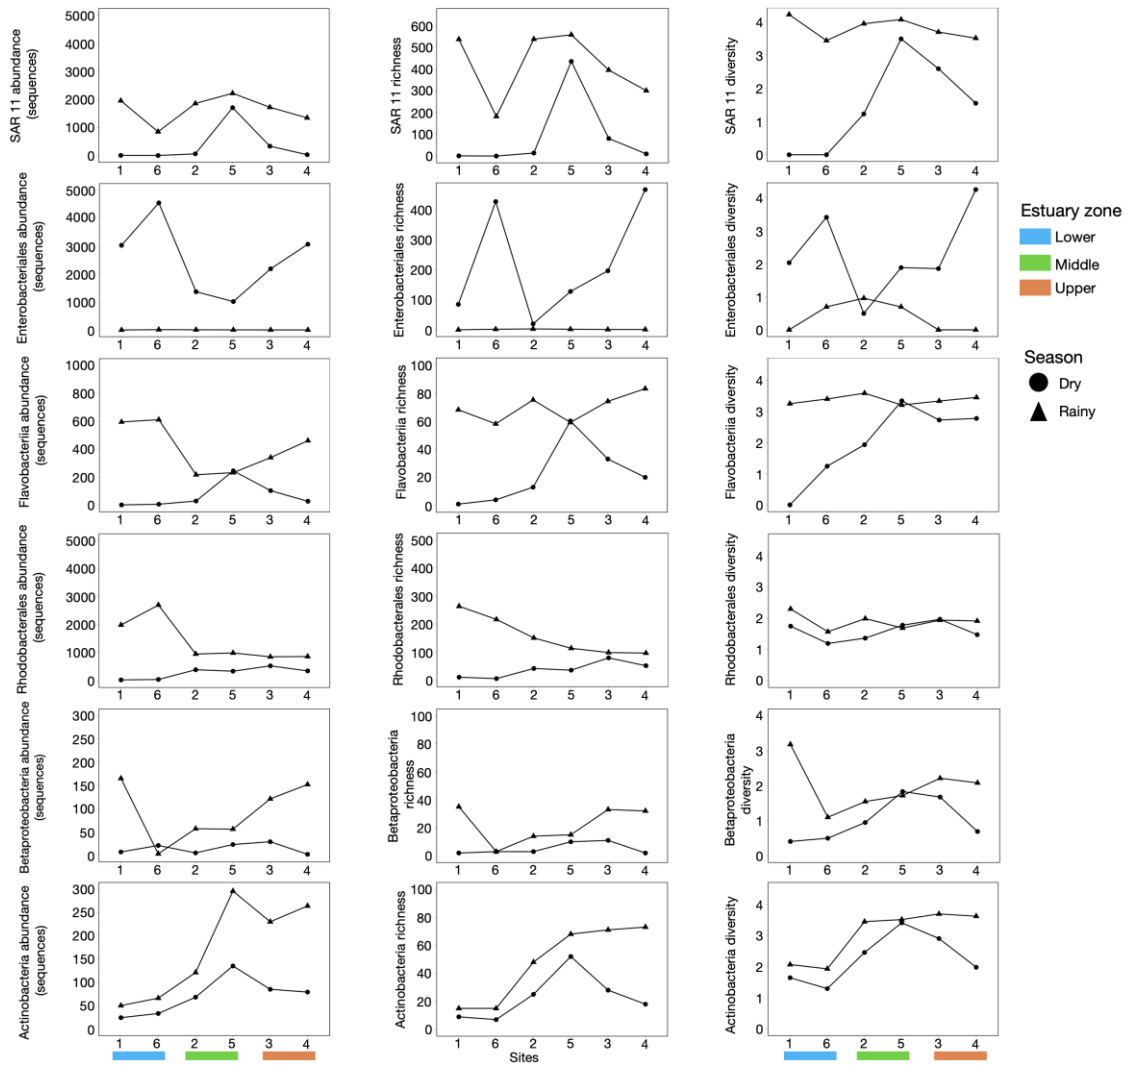 SAR 11 abundance
(sequences)
5000
4000
3000
2000
1000
0
1 6 2 5 3 4
SAR 11 richness
600
500
400
300
200
100
0
1 6 2 5 3 4
SAR 11 diversity
4
3
2
1
0
1 6 2 5 3 4
Enterobacteriales abundance
(sequences)
5000
4000
3000
2000
1000
0
1 6 2 5 3 4
Enterobacteriales richness
400
300
200
100
0
1 6 2 5 3 4
Enterobacteriales diversity
4
3
2
1
0
1 6 2 5 3 4
Estuary zone
Lower
Middle
Upper
Season
Dry
Rainy
Flavobacteriia abundance
(sequences)
1000
800
600
400
200
0
1 6 2 5 3 4
Flavobacteriia richness
100
80
60
40
20
0
1 6 2 5 3 4
Flavobacteriia diversity
4
3
2
1
0
1 6 2 5 3 4
Rhodobacterales abundance
(sequences)
5000
4000
3000
2000
1000
0
1 6 2 5 3 4
Rhodobacterales richness
500
400
300
200
100
0
1 6 2 5 3 4
Rhodobacterales diversity
4
3
2
1
0
1 6 2 5 3 4
Betaproteobacteria abundance
(sequences)
300
250
200
150
100
50
0
1 6 2 5 3 4
Betaproteobacteria
richness
100
80
60
40
20
0
1 6 2 5 3 4
Betaproteobacteria
diversity
4
3
2
1
0
1 6 2 5 3 4
Actinobacteria abundance
(sequences)
300
250
200
150
100
50
0
1 6 2 5 3 4
Actinobacteria richness
100
80
60
40
20
0
1 6 2 5 3 4
Sites
Actinobacteria diversity
4
3
2
1
0
1 6 2 5 3 4